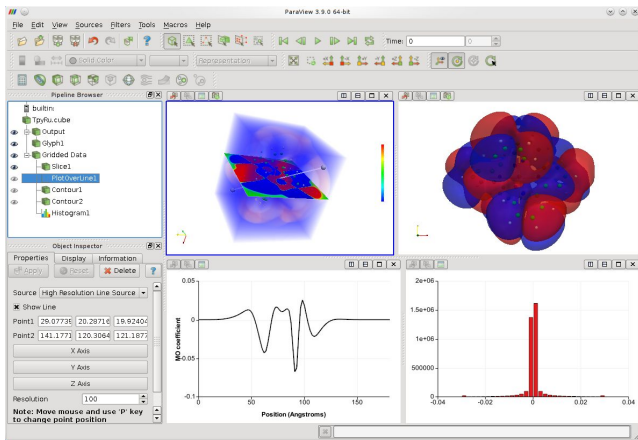 ParaView 3.9.0 64-bit
File Edit View Sources Filters Tools Macros Help
Time: 0 0
Solid Color Representation
Pipeline Browser
builtin:
TpyRu.cube
Output
Glyph1
Gridded Data
Slice1
PlotOverLine1
Contour1
Contour2
Histogram1
Object Inspector
Properties Display Information
Apply Reset Delete ?
Source High Resolution Line Source
Show Line
Point1 29.07739 20.28716 19.92404
Point2 141.1771 120.3064 121.1877
X Axis
Y Axis
Z Axis
Resolution 100
Note: Move mouse and use 'P' key
to change point position
0.05
0
-0.05
-0.1
MO coefficient
0 50 100 150 200
Position (Angstroms)
2e+06
1.5e+06
1e+06
500000
-0.04 -0.02 0 0.02 0.04